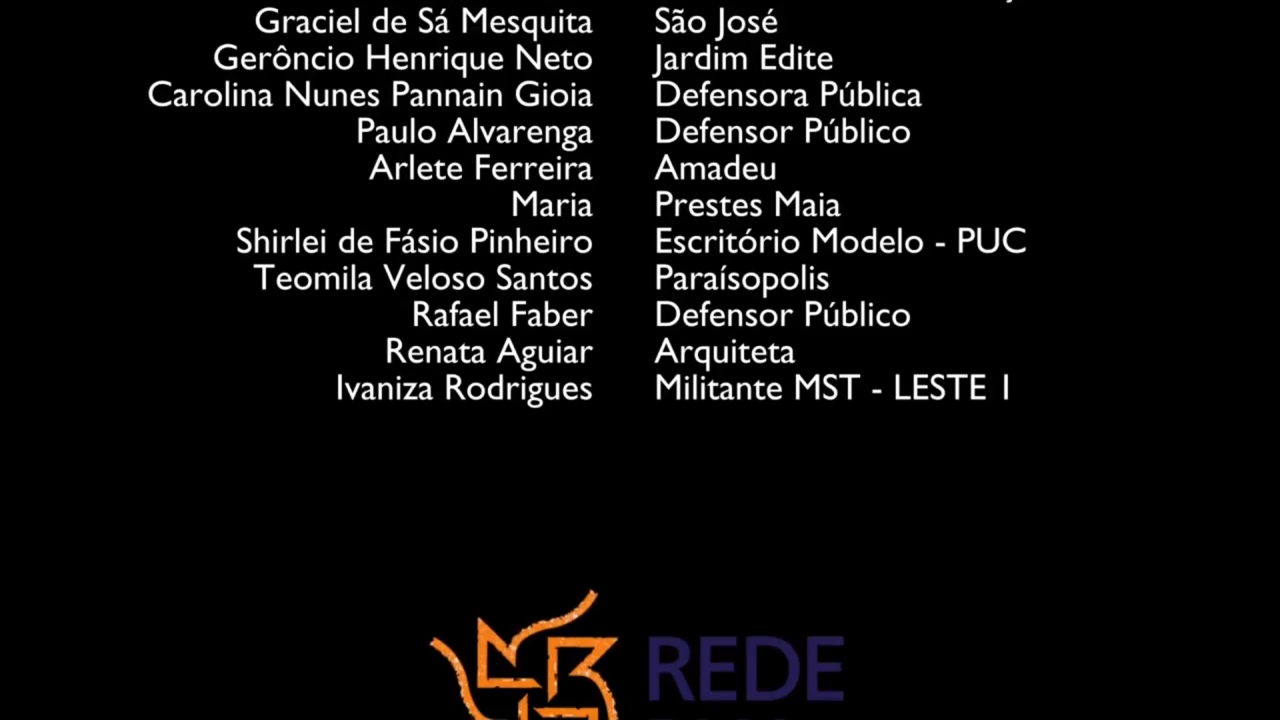 Graciel de Sá Mesquita São José
Gerôncio Henrique Neto Jardim Edite
Carolina Nunes Pannain Gioia Defensora Pública
Paulo Alvarenga Defensor Público
Arlete Ferreira Amadeu
Maria Prestes Maia
Shirlei de Fásio Pinheiro Escritório Modelo - PUC
Teomila Veloso Santos Paraísopolis
Rafael Faber Defensor Público
Renata Aguiar Arquiteta
Ivaniza Rodrigues Militante MST - LESTE 1
REDE